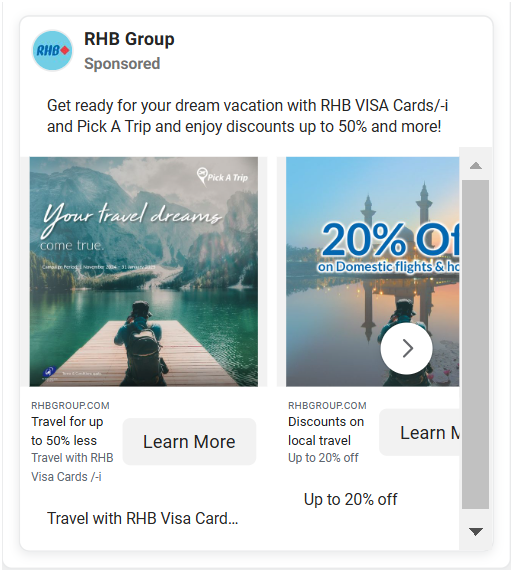 RHB Group
RHB
Sponsored
Get ready for your dream vacation with RHB VISA Cards/-i
and Pick A Trip and enjoy discounts up to 50% and more!
Pick A Trip
Your travel dreams
come true.
Campaign Period: 1 November 2024 - 31 January
20% Of
on Domestic flights & ho
RHBGROUP.COM
Travel for up
to 50% less
Travel with RHB
Visa Cards /-i
Learn More
Travel with RHB Visa Card...
RHBGROUP.COM
Discounts on
local travel
Up to 20% off
Learn M
Up to 20% off